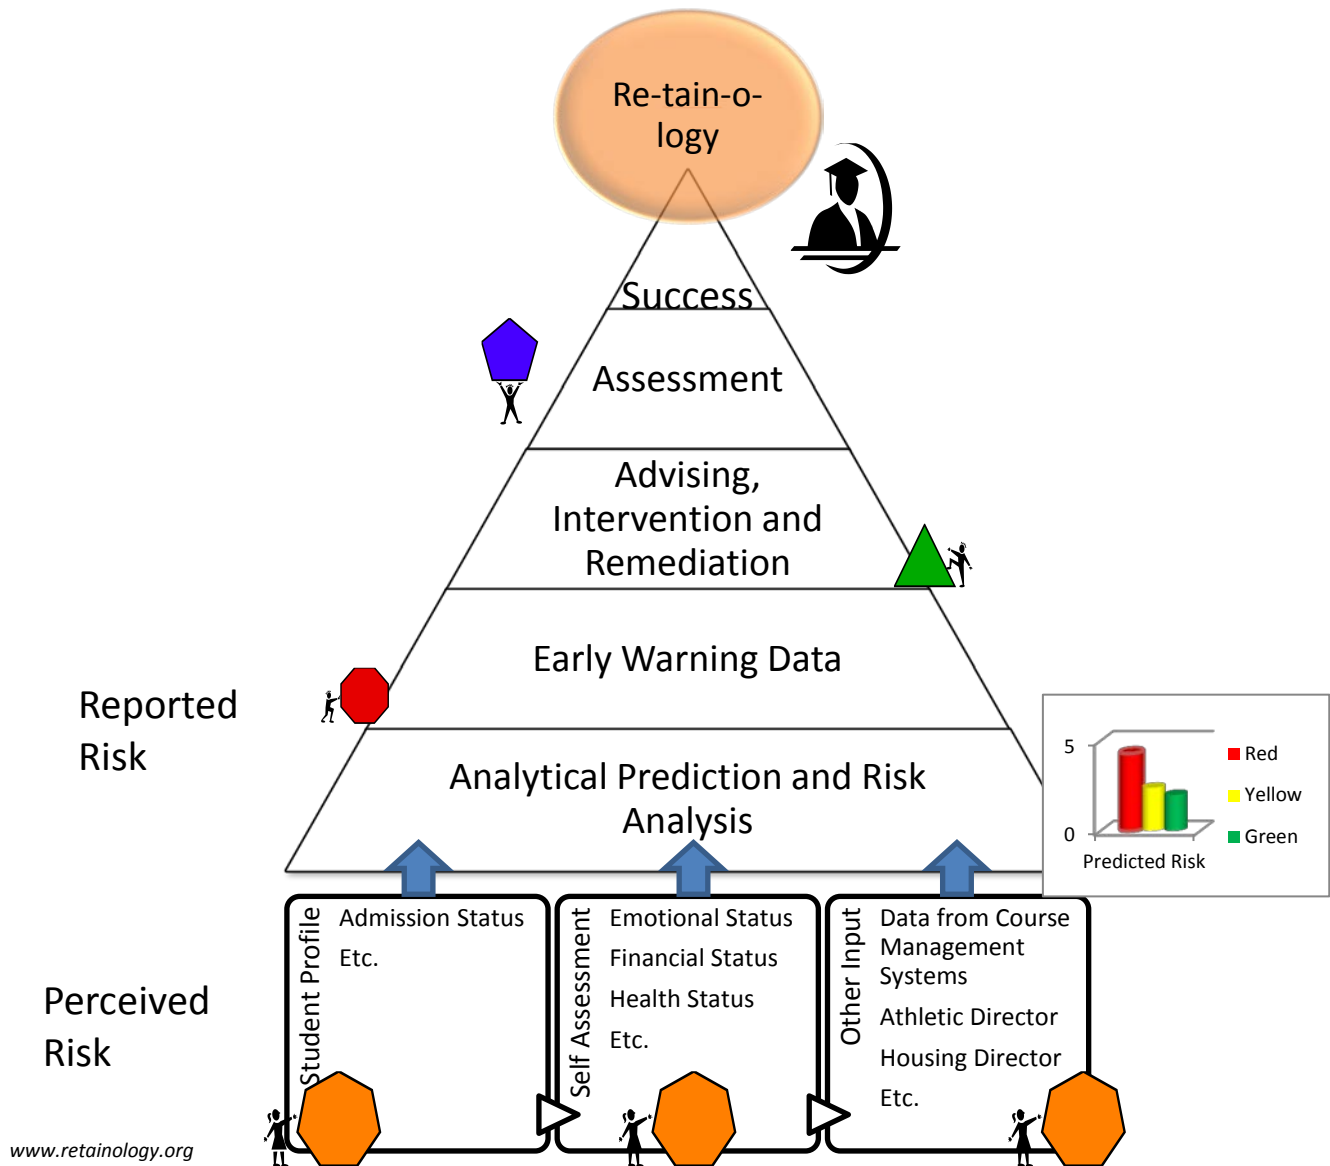 Re-tain-o-
logy
Success
Assessment
Advising,
Intervention and
Remediation
Early Warning Data
Reported
Risk
Analytical Prediction and Risk
Analysis
5
0
Red
Yellow
Green
Predicted Risk
Perceived
Risk
Student Profile
Admission Status
Etc.
Self Assessment
Emotional Status
Financial Status
Health Status
Etc.
Other Input
Data from Course
Management
Systems
Athletic Director
Housing Director
Etc.
www.retainology.org